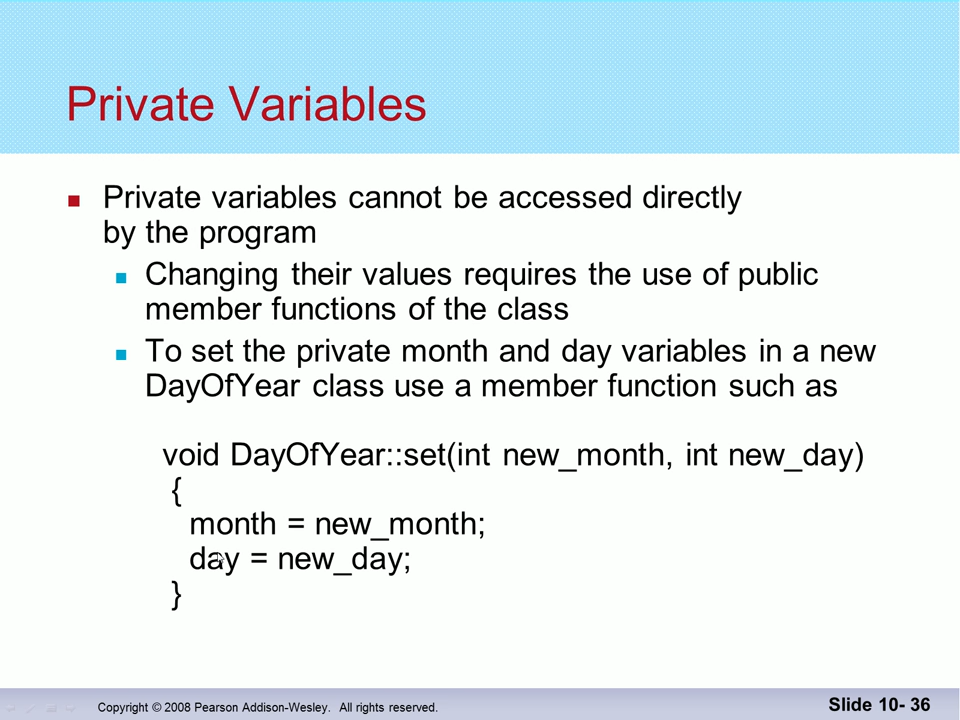 Private Variables
Private variables cannot be accessed directly
by the program
Changing their values requires the use of public
member functions of the class
To set the private month and day variables in a new
DayOfYear class use a member function such as
void DayOfYear::set(int new_month, int new_day)
{
month = new_month;
day = new_day;
}
Copyright © 2008 Pearson Addison-Wesley. All rights reserved.
Slide 10- 36